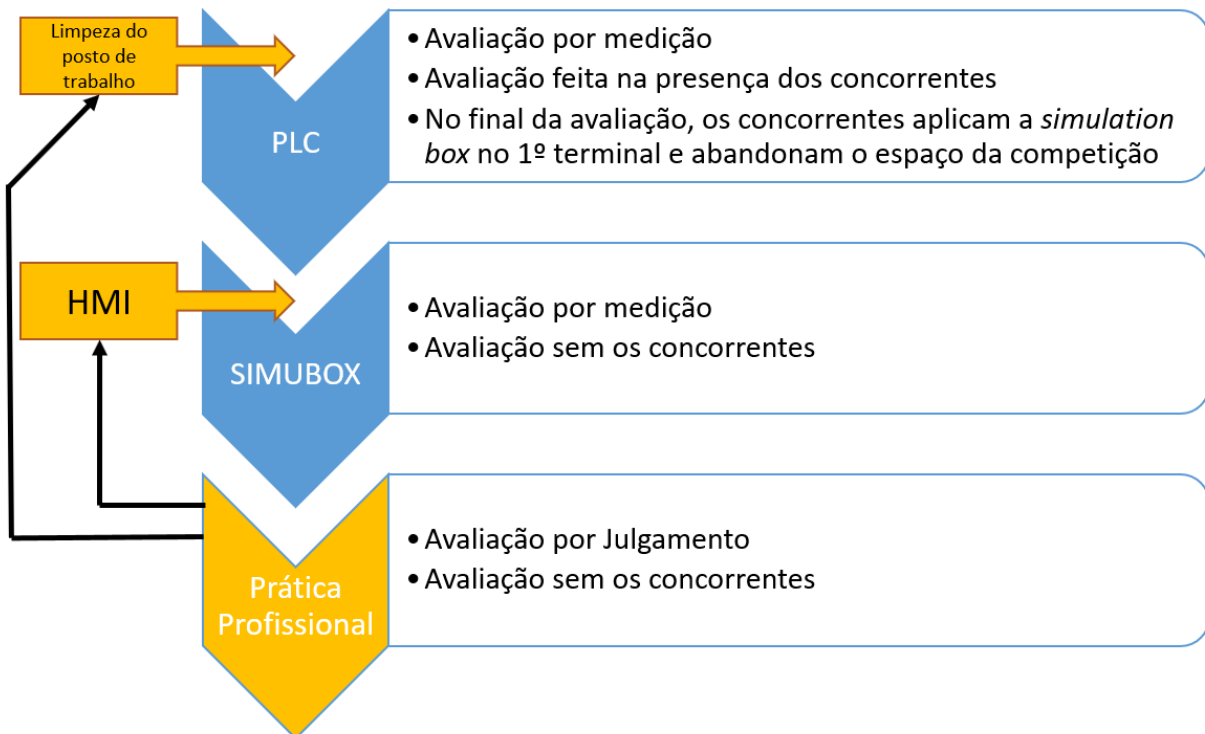 Limpeza do
posto de
trabalho
PLC
• Avaliação por medição
• Avaliação feita na presença dos concorrentes
• No final da avaliação, os concorrentes aplicam a simulation
box no 1º terminal e abandonam o espaço da competição
HMI
SIMUBOX
• Avaliação por medição
• Avaliação sem os concorrentes
Prática
Profissional
• Avaliação por Julgamento
• Avaliação sem os concorrentes